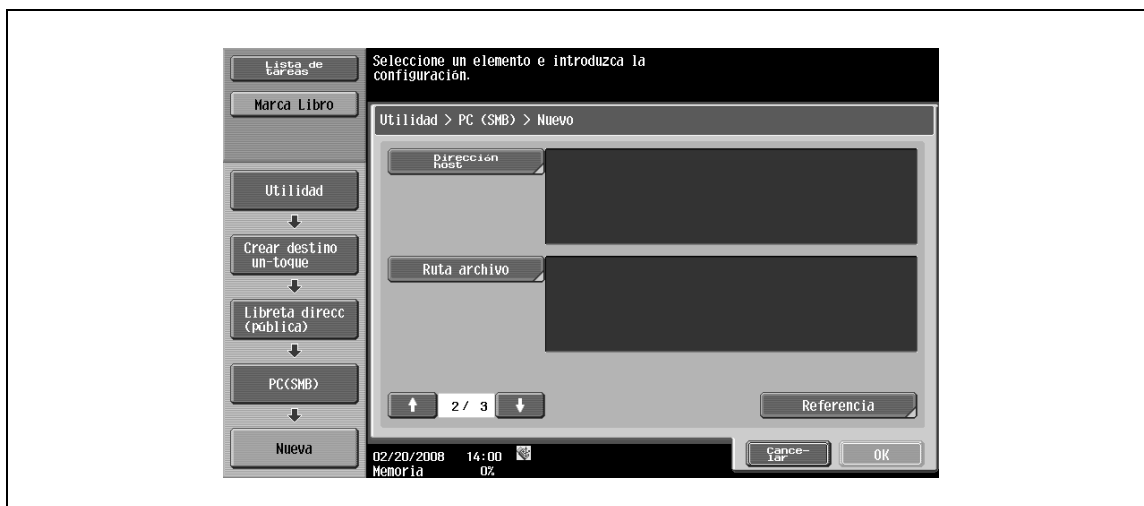 Lista de
tareas
Marca Libro
Utilidad
Crear destino
un-toque
Libreta direcc
(pública)
PC(SMB)
Nueva
Seleccione un elemento e introduzca la
configuración.
Utilidad > PC (SMB) > Nuevo
Dirección
host
Ruta archivo
2/ 3
Referencia
02/20/2008 14:00
Memoria 0%
Cance-
lar
OK